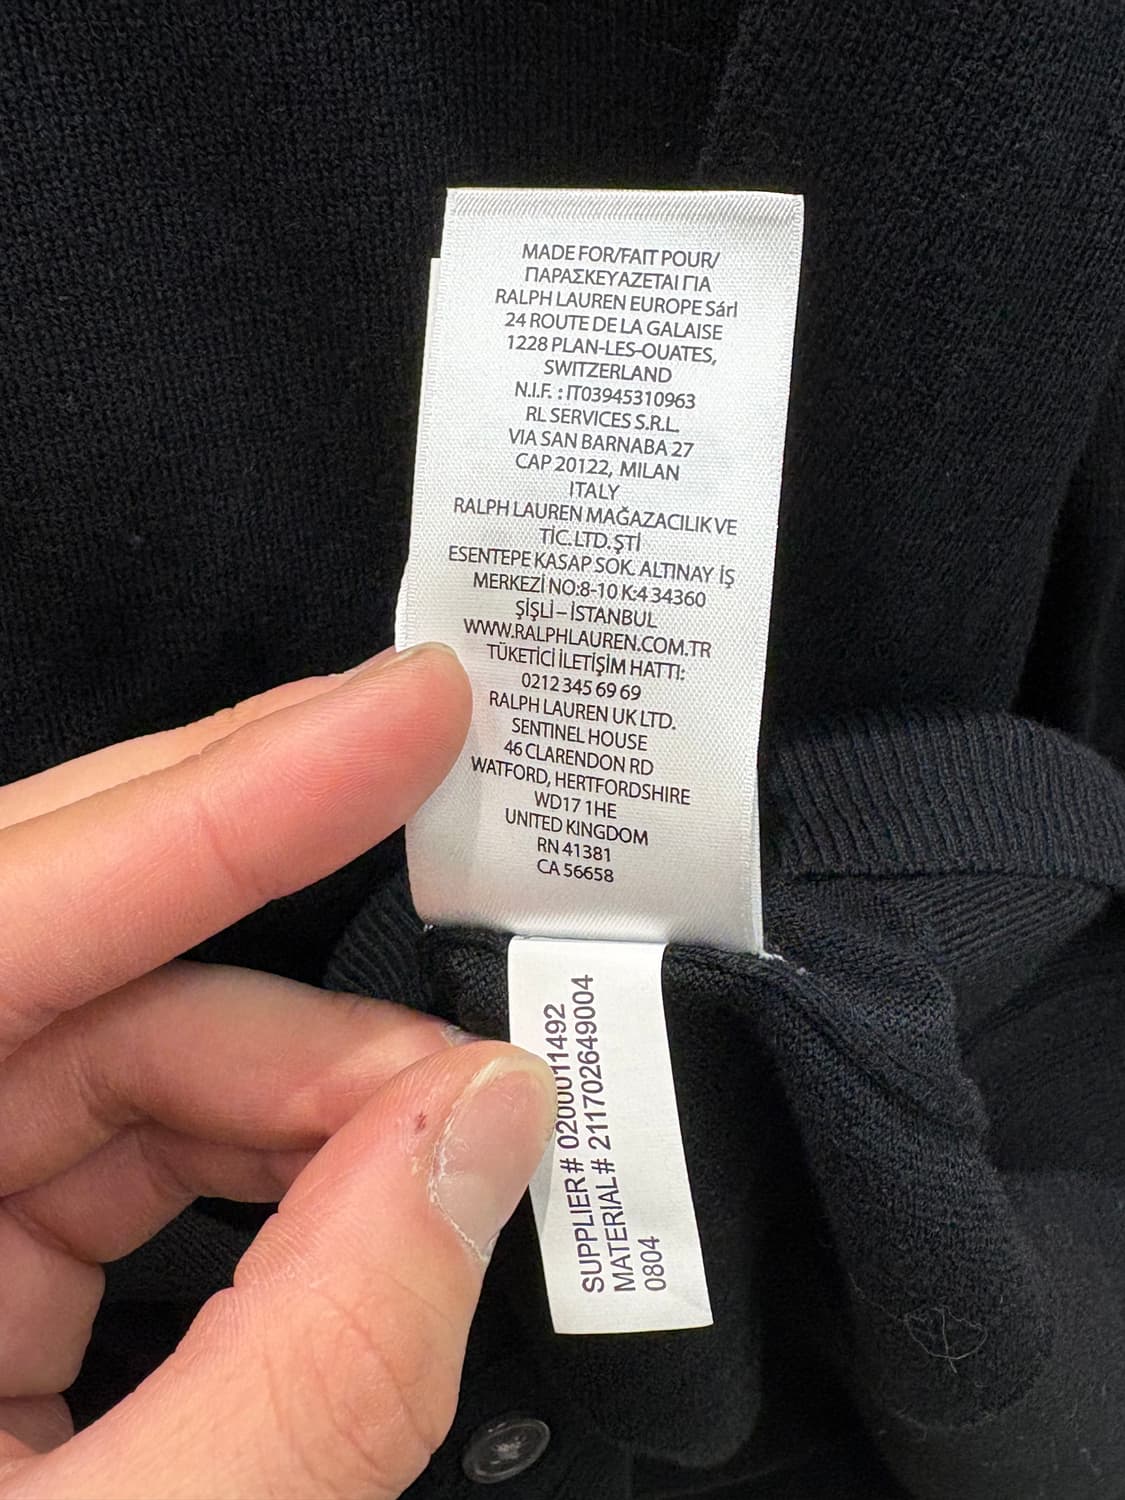 MADE FOR/FAIT POUR/
ΠΑΡΑΣΚΕΥΑΖΕΤΑΙ ΓΙΑ
RALPH LAUREN EUROPE Sárl
24 ROUTE DE LA GALAISE
1228 PLAN-LES-OUATES,
SWITZERLAND
N.I.F. : IT03945310963
RL SERVICES S.R.L.
VIA SAN BARNABA 27
CAP 20122, MILAN
ITALY
RALPH LAUREN MAĞAZACILIK VE
TİC.LTD.ŞTİ
ESENTEPE KASAP SOK. ALTINAY İŞ
MERKEZİ NO:8-10 K:4 34360
ŞİŞLİ – İSTANBUL
WWW.RALPHLAUREN.COM.TR
TÜKETİCİ İLETİŞİM HATTI:
0212 345 69 69
RALPH LAUREN UK LTD.
SENTINEL HOUSE
46 CLARENDON RD
WATFORD, HERTFORDSHIRE
WD17 1HE
UNITED KINGDOM
RN 41381
CA 56658
SUPPLIER# 0200011492
MATERIAL# 211702649004
0804